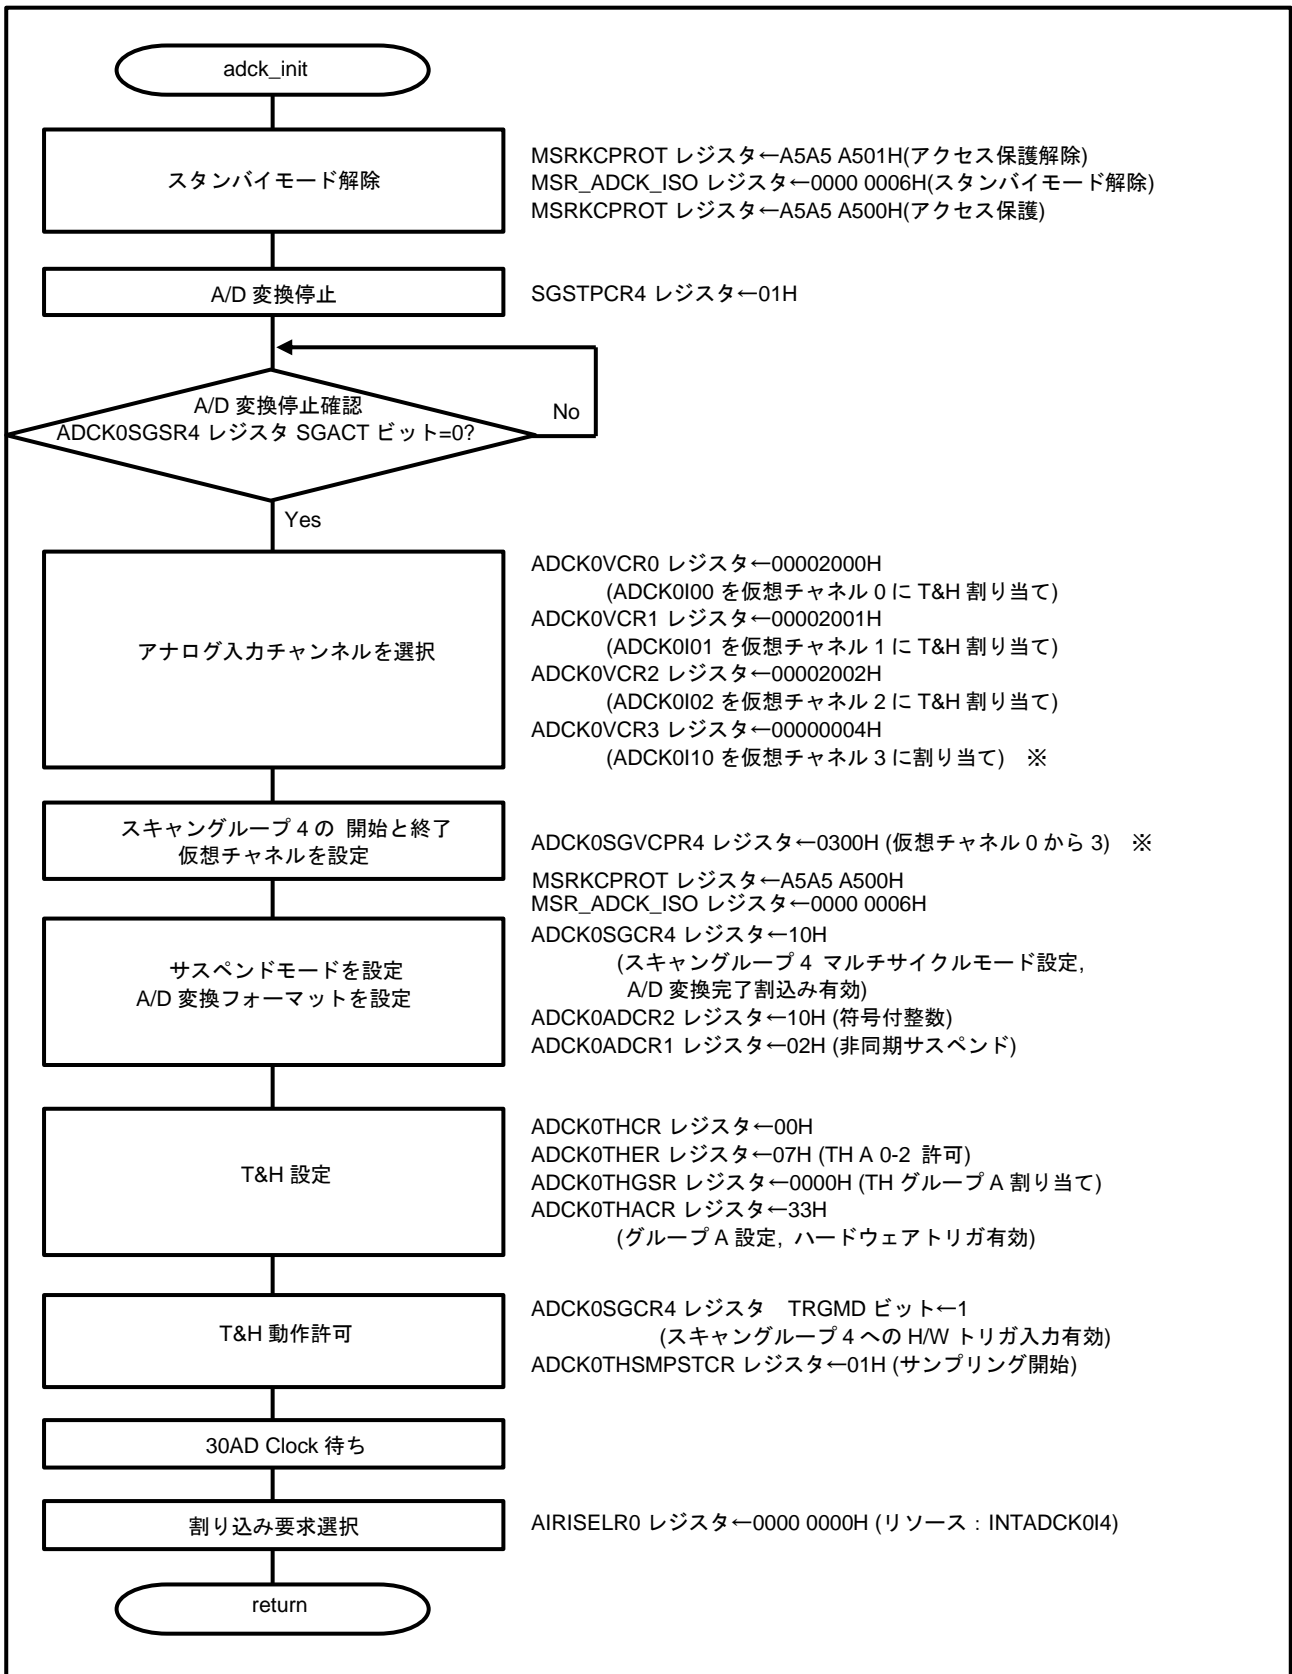 adck_init
スタンバイモード解除
MSRKCPROT レジスタ←A5A5 A501H(アクセス保護解除)
MSR_ADCK_ISO レジスタ←0000 0006H(スタンバイモード解除)
MSRKCPROT レジスタ←A5A5 A500H(アクセス保護)
A/D 変換停止
SGSTPCR4 レジスタ←01H
A/D 変換停止確認
ADCK0SGSR4 レジスタ SGACT ビット=0?
No
Yes
アナログ入力チャンネルを選択
ADCK0VCR0 レジスタ←00002000H
(ADCK0I00 を仮想チャネル 0 に T&H 割り当て)
ADCK0VCR1 レジスタ←00002001H
(ADCK0I01 を仮想チャネル 1 に T&H 割り当て)
ADCK0VCR2 レジスタ←00002002H
(ADCK0I02 を仮想チャネル 2 に T&H 割り当て)
ADCK0VCR3 レジスタ←00000004H
(ADCK0I10 を仮想チャネル 3 に割り当て) ※
スキャングループ 4 の 開始と終了
仮想チャネルを設定
ADCK0SGVCPR4 レジスタ←0300H (仮想チャネル 0 から 3) ※
MSRKCPROT レジスタ←A5A5 A500H
MSR_ADCK_ISO レジスタ←0000 0006H
サスペンドモードを設定
A/D 変換フォーマットを設定
ADCK0SGCR4 レジスタ←10H
(スキャングループ 4 マルチサイクルモード設定,
A/D 変換完了割込み有効)
ADCK0ADCR2 レジスタ←10H (符号付整数)
ADCK0ADCR1 レジスタ←02H (非同期サスペンド)
T&H 設定
ADCK0THCR レジスタ←00H
ADCK0THER レジスタ←07H (TH A 0-2 許可)
ADCK0THGSR レジスタ←0000H (TH グループ A 割り当て)
ADCK0THACR レジスタ←33H
(グループ A 設定, ハードウェアトリガ有効)
T&H 動作許可
ADCK0SGCR4 レジスタ TRGMD ビット←1
(スキャングループ 4 への H/W トリガ入力有効)
ADCK0THSMPSTCR レジスタ←01H (サンプリング開始)
30AD Clock 待ち
割り込み要求選択
AIRISELR0 レジスタ←0000 0000H (リソース：INTADCK0I4)
return